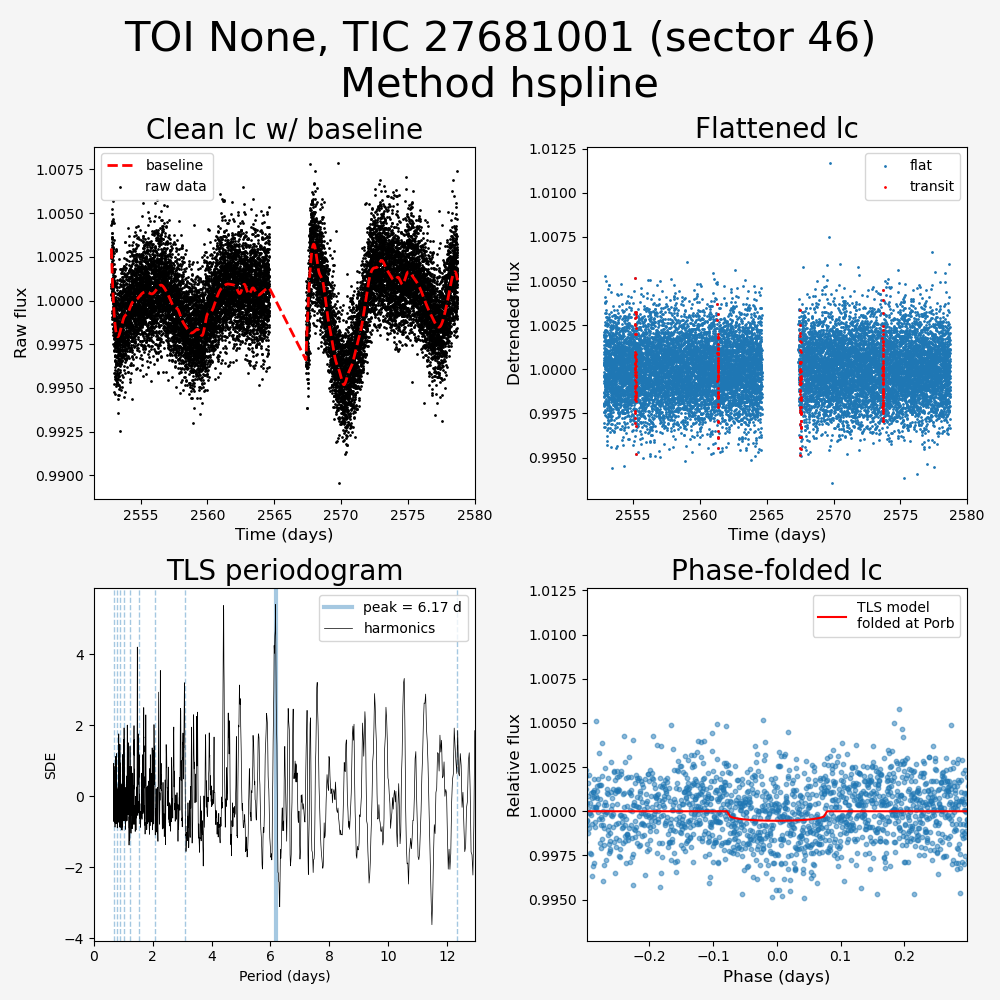 TOI None, TIC 27681001 (sector 46)
Method hspline
Clean lc w/ baseline
baseline
raw data
1.0075
1.0050
1.0025
1.0000
0.9975
0.9950
0.9925
0.9900
Raw flux
2555
2560
2565
2570
2575
2580
Time (days)
Flattened lc
flat
transit
1.0125
1.0100
1.0075
1.0050
1.0025
1.0000
0.9975
0.9950
Detrended flux
2555
2560
2565
2570
2575
2580
Time (days)
TLS periodogram
peak = 6.17 d
harmonics
4
2
0
−2
−4
SDE
0
2
4
6
8
10
12
Period (days)
Phase-folded lc
TLS model
folded at Porb
1.0125
1.0100
1.0075
1.0050
1.0025
1.0000
0.9975
0.9950
Relative flux
−0.2
−0.1
0.0
0.1
0.2
Phase (days)